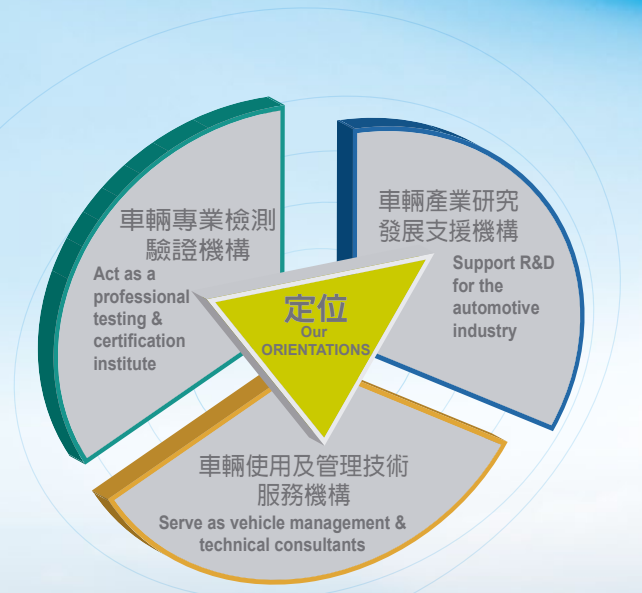 車輛專業檢測
驗證機構
Act as a
professional
testing &
certification
institute
車輛產業研究
發展支援機構
Support R&D
for the
automotive
industry
定位
Our
ORIENTATIONS
車輛使用及管理技術
服務機構
Serve as vehicle management &
technical consultants